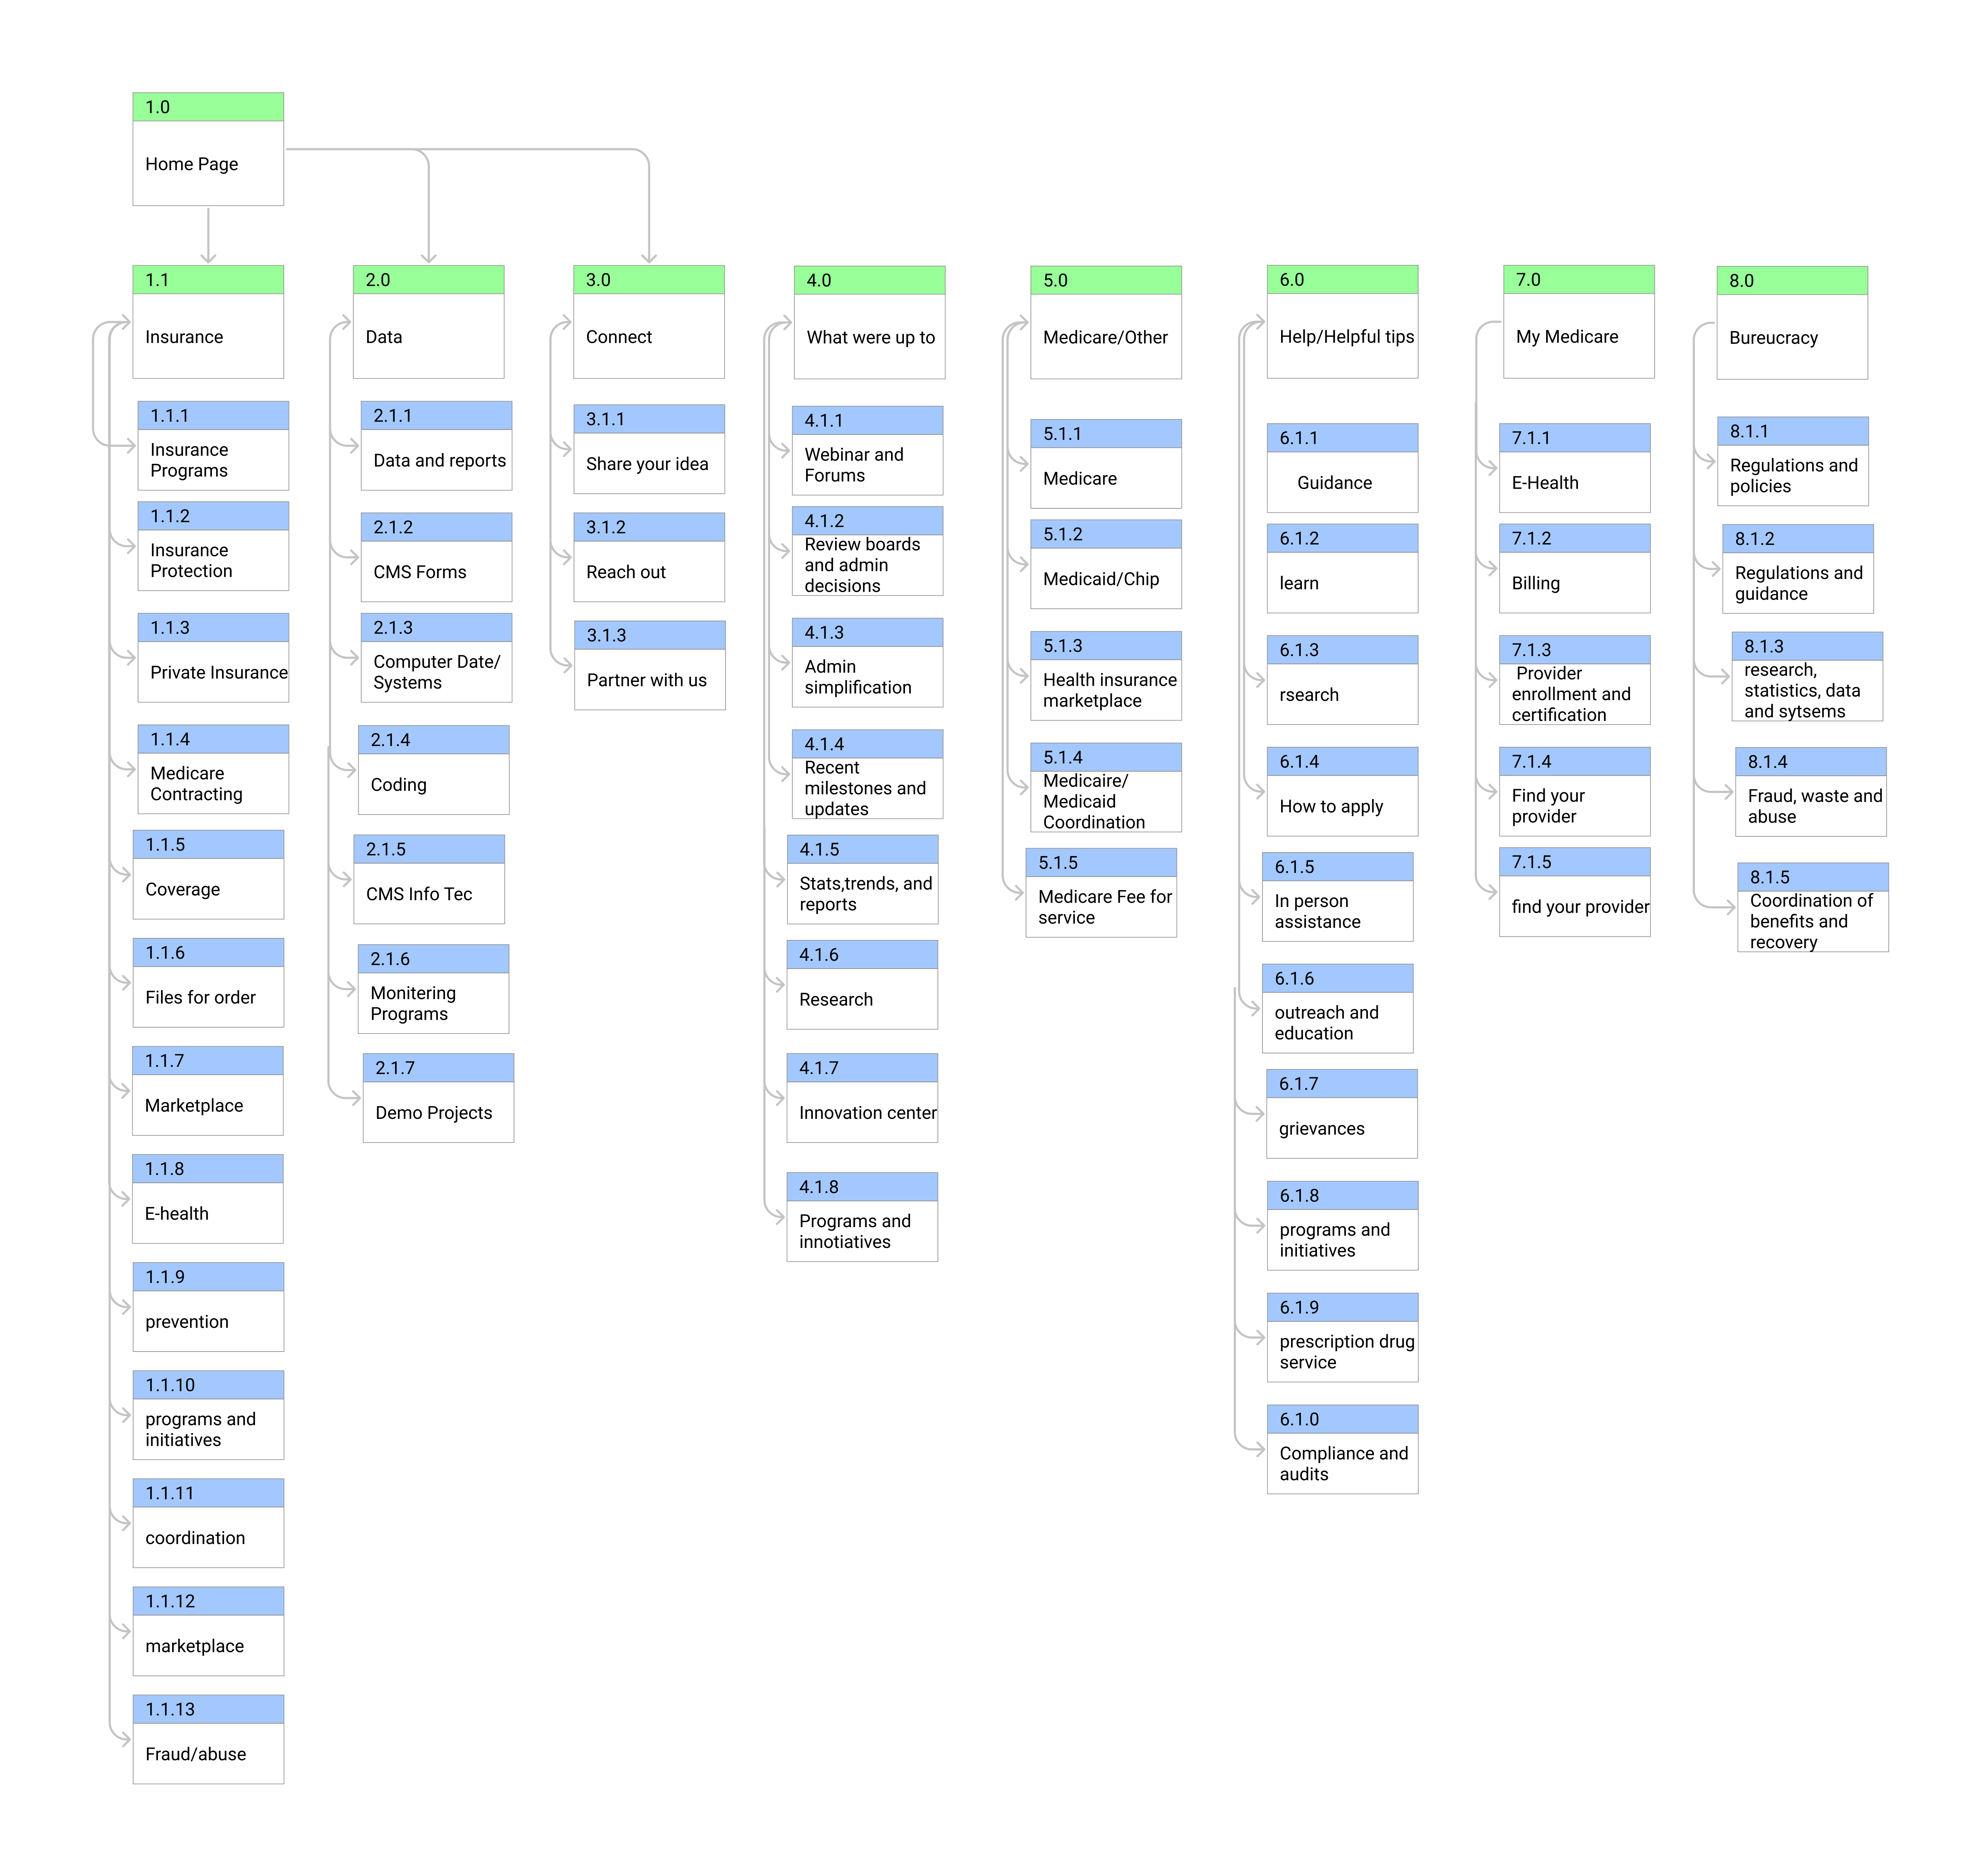 1.0
Home Page
1.1
Insurance
1.1.1
Insurance
Programs
1.1.2
Insurance
Protection
1.1.3
Private Insurance
1.1.4
Medicare
Contracting
1.1.5
Coverage
1.1.6
Files for order
1.1.7
Marketplace
1.1.8
E-health
1.1.9
prevention
1.1.10
programs and
initiatives
1.1.11
coordination
1.1.12
marketplace
1.1.13
Fraud/abuse
2.0
Data
2.1.1
Data and reports
2.1.2
CMS Forms
2.1.3
Computer Date/
Systems
2.1.4
Coding
2.1.5
CMS Info Tec
2.1.6
Monitering
Programs
2.1.7
Demo Projects
3.0
Connect
3.1.1
Share your idea
3.1.2
Reach out
3.1.3
Partner with us
4.0
What were up to
4.1.1
Webinar and
Forums
4.1.2
Review boards
and admin
decisions
4.1.3
Admin
simplification
4.1.4
Recent
milestones and
updates
4.1.5
Stats,trends, and
reports
4.1.6
Research
4.1.7
Innovation center
4.1.8
Programs and
innotiatives
5.0
Medicare/Other
5.1.1
Medicare
5.1.2
Medicaid/Chip
5.1.3
Health insurance
marketplace
5.1.4
Medicaire/
Medicaid
Coordination
5.1.5
Medicare Fee for
service
6.0
Help/Helpful tips
6.1.1
Guidance
6.1.2
learn
6.1.3
rsearch
6.1.4
How to apply
6.1.5
In person
assistance
6.1.6
outreach and
education
6.1.7
grievances
6.1.8
programs and
initiatives
6.1.9
prescription drug
service
6.1.0
Compliance and
audits
7.0
My Medicare
7.1.1
E-Health
7.1.2
Billing
7.1.3
Provider
enrollment and
certification
7.1.4
Find your
provider
7.1.5
find your provider
8.0
Bureucracy
8.1.1
Regulations and
policies
8.1.2
Regulations and
guidance
8.1.3
research,
statistics, data
and sytsems
8.1.4
Fraud, waste and
abuse
8.1.5
Coordination of
benefits and
recovery